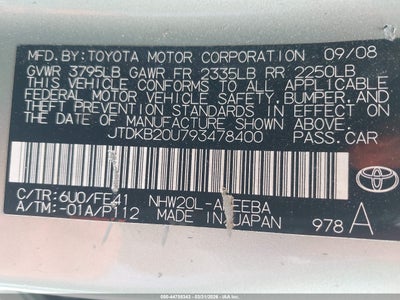 MFD.BY:TOYOTA MOTOR CORPORATION 09/08
GVWR 3795LB GAWR FR 2335LB RR 2250LB
THIS VEHICLE CONFORMS TO ALL APPLICABLE
FEDERAL MOTOR VEHICLE SAFETY, BUMPER, AND
THEFT PREVENTION STANDARDS IN EFFECT ON
THE DATE OF MANUFACTURE SHOWN ABOVE.
JTDKB20U793478400 PASS.CAR
TOYOTA
C/TR:6U0/FE41 NHW20L-AHEEBA
A/TM:-01A/P112 MADE IN JAPAN 978 A